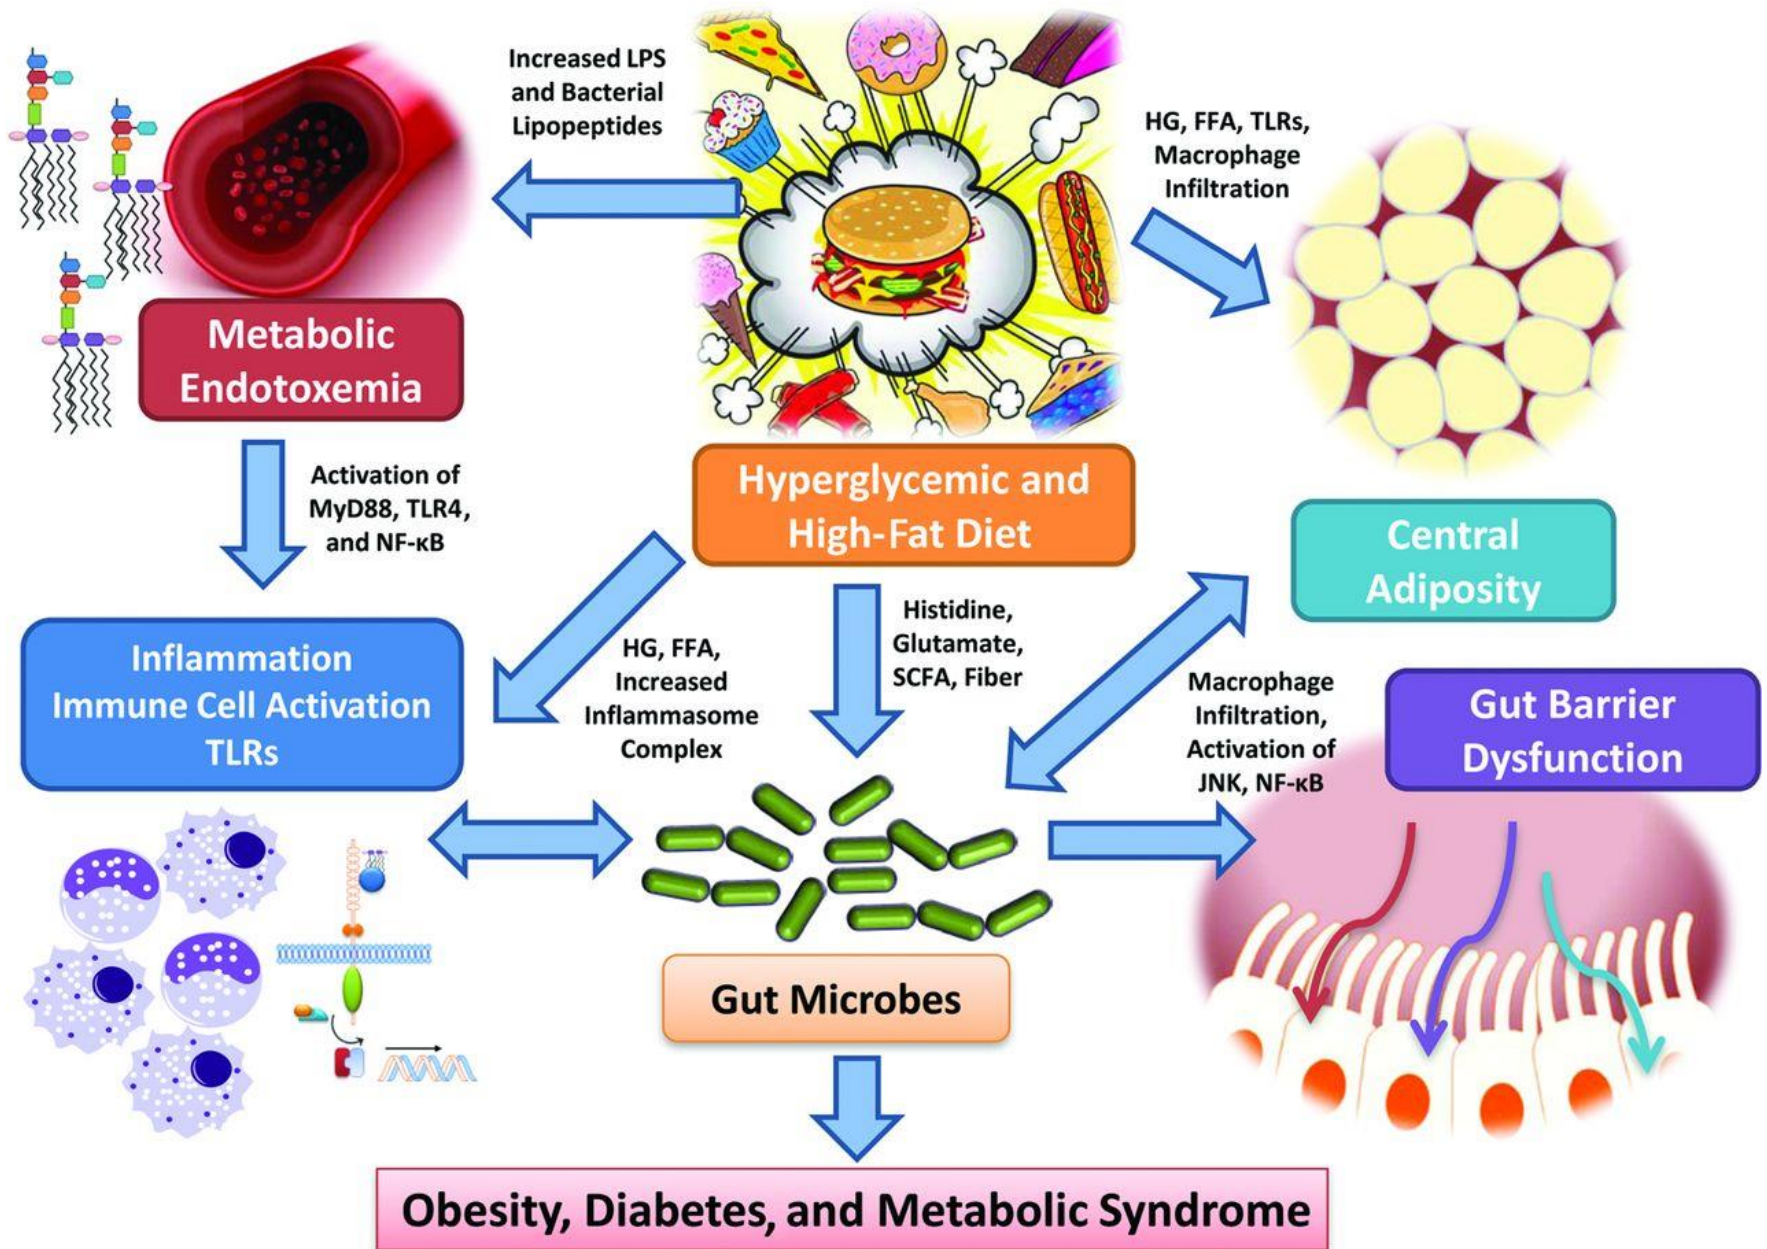 Increased LPS
and Bacterial
Lipopeptides
HG, FFA, TLRs,
Macrophage
Infiltration
Metabolic
Endotoxemia
Activation of
MyD88, TLR4,
and NF-κB
Hyperglycemic and
High-Fat Diet
Central
Adiposity
Inflammation
Immune Cell Activation
TLRs
HG, FFA,
Increased
Inflammasome
Complex
Histidine,
Glutamate,
SCFA, Fiber
Macrophage
Infiltration,
Activation of
JNK, NF-κB
Gut Barrier
Dysfunction
Gut Microbes
Obesity, Diabetes, and Metabolic Syndrome